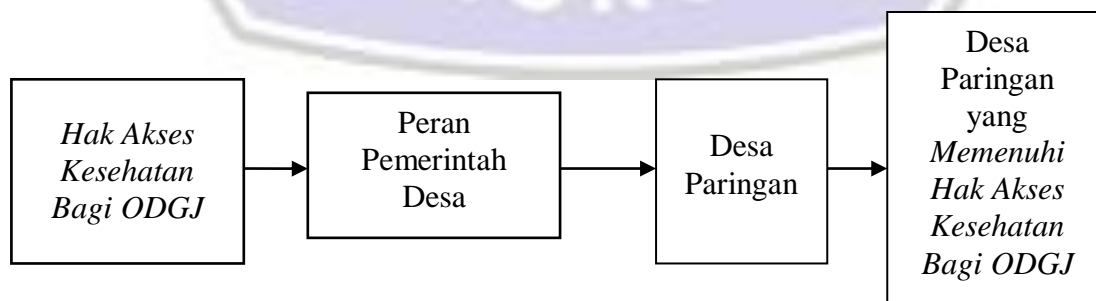 Hak Akses
Kesehatan
Bagi ODGJ
Peran
Pemerintah
Desa
Desa
Paringan
Desa
Paringan
yang
Memenuhi
Hak Akses
Kesehatan
Bagi ODGJ